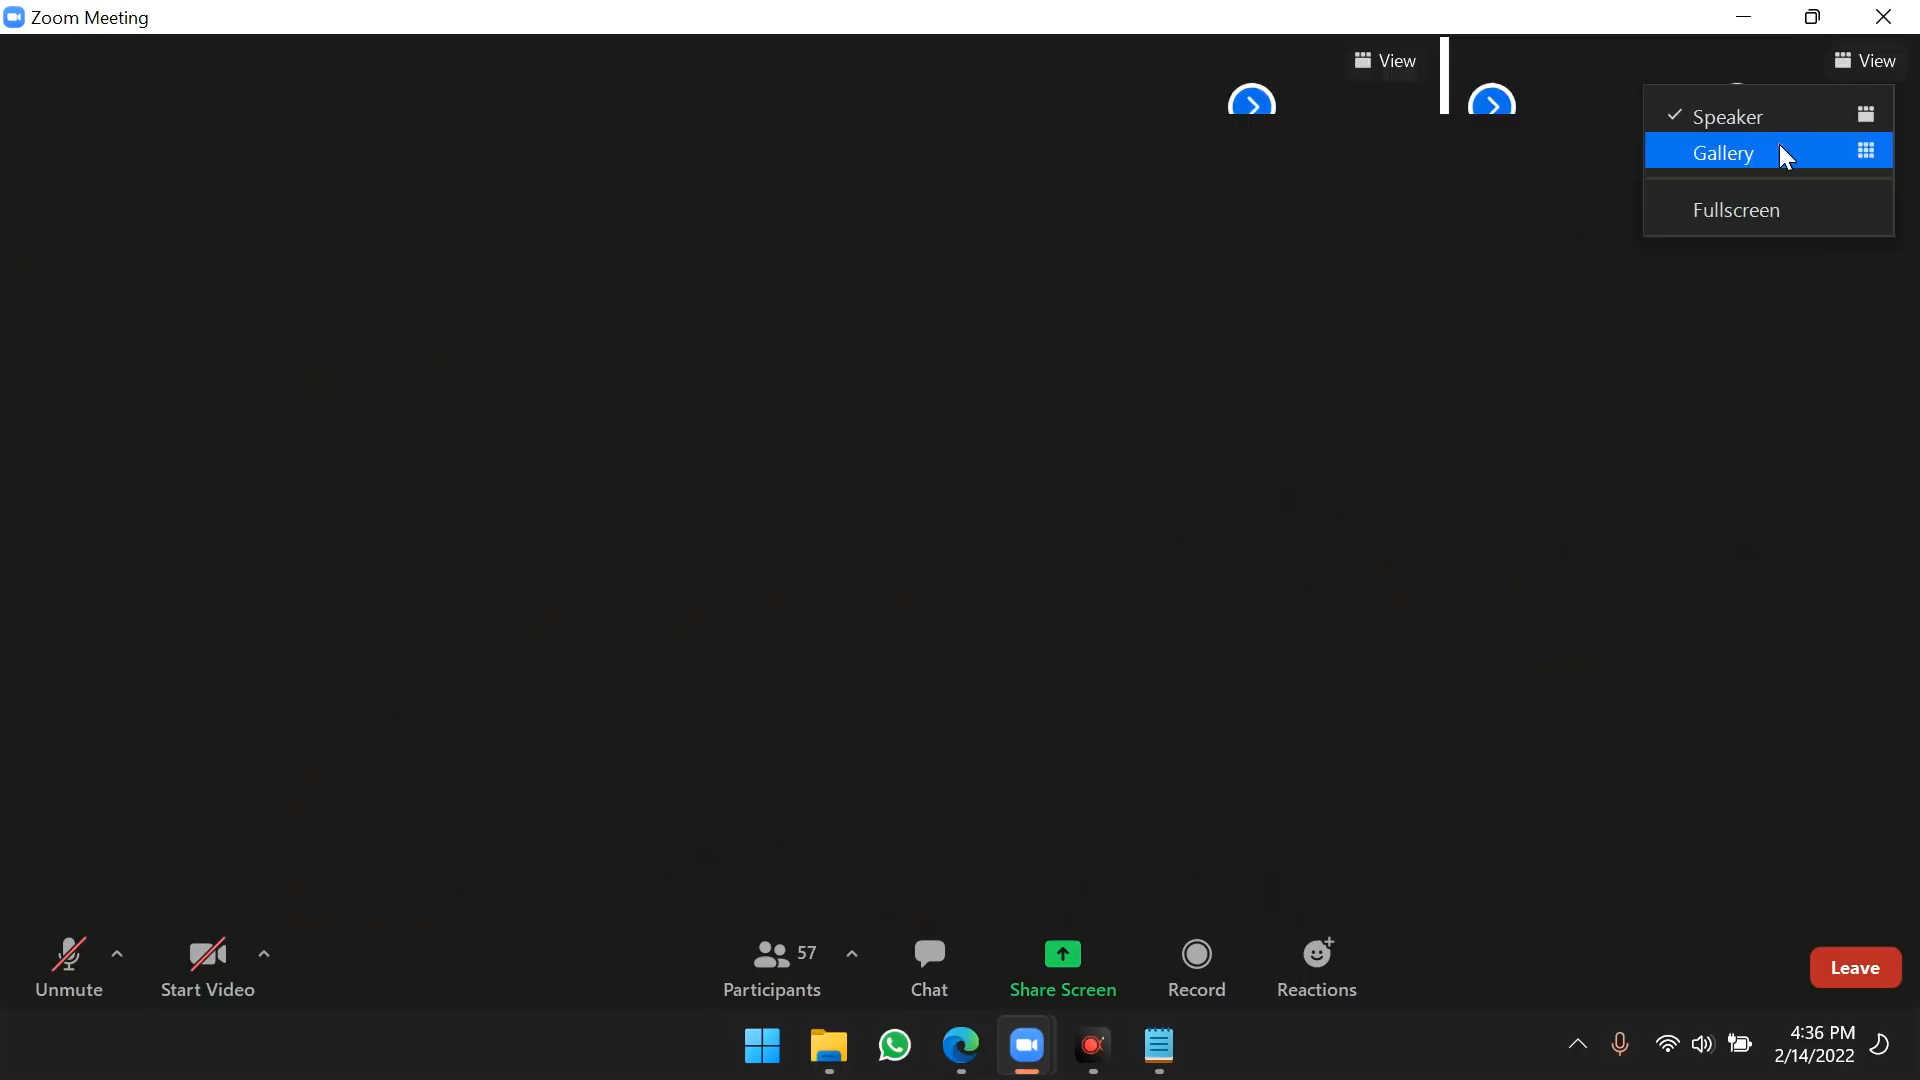 Zoom Meeting
View
View
Speaker
Gallery
Fullscreen
57
Unmute
Start Video
Participants
Chat
Share Screen
Record
Reactions
Leave
4:36 PM
2/14/2022